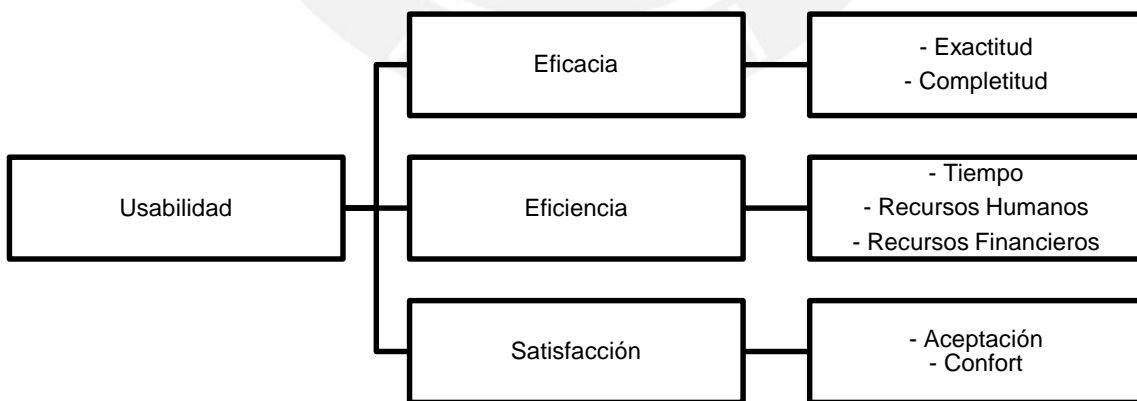 Usabilidad
Eficacia
- Exactitud
- Completitud
Eficiencia
- Tiempo
- Recursos Humanos
- Recursos Financieros
Satisfacción
- Aceptación
- Confort